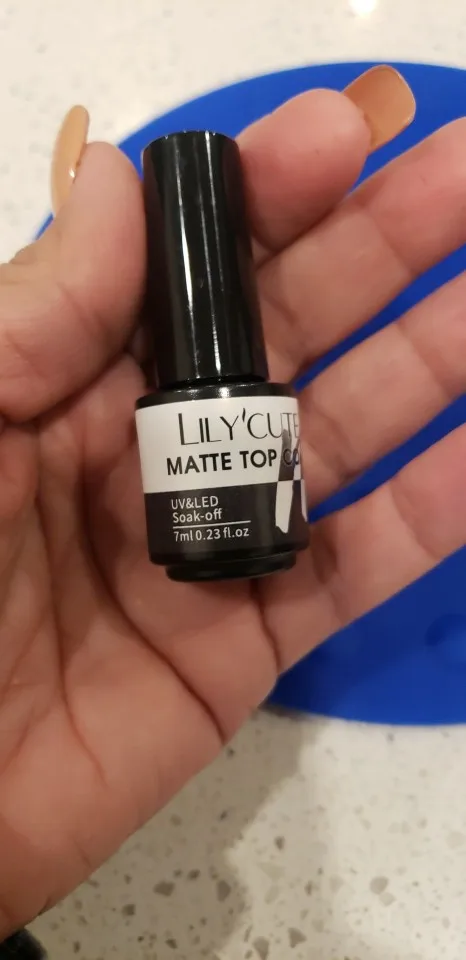 LILY'CUTE
MATTE TOP
UV&LED
Soak-off
7ml 0.23 fl.oz